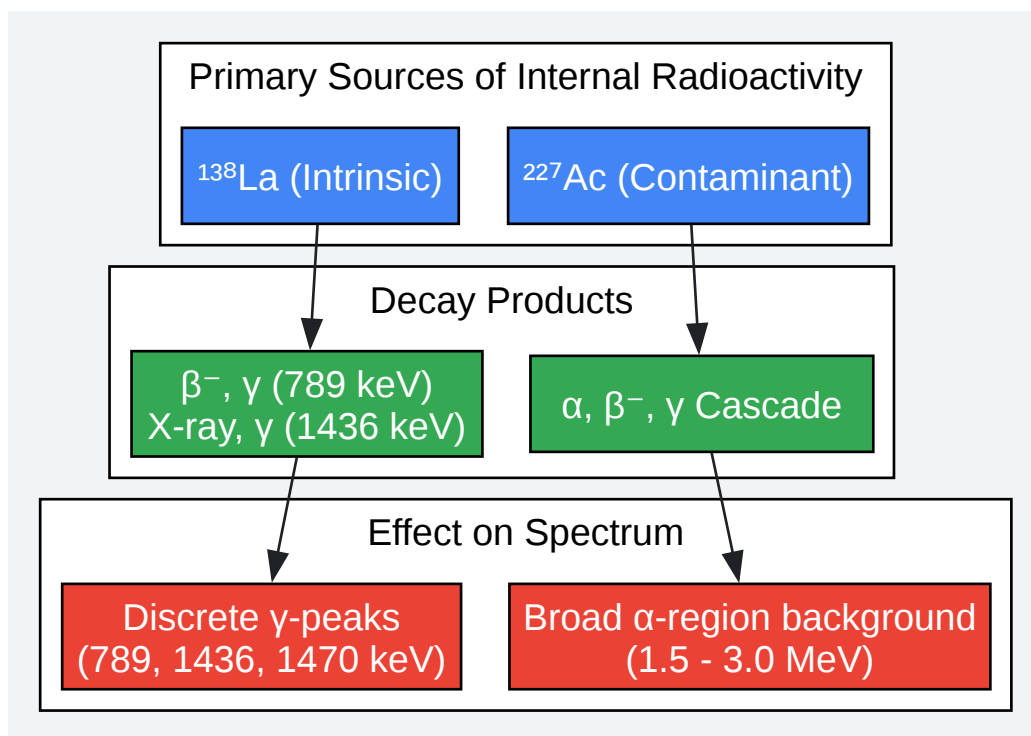 Primary Sources of Internal Radioactivity
¹³⁸La (Intrinsic)
²²⁷Ac (Contaminant)
Decay Products
β⁻, γ (789 keV)
X-ray, γ (1436 keV)
α, β⁻, γ Cascade
Effect on Spectrum
Discrete γ-peaks
(789, 1436, 1470 keV)
Broad α-region background
(1.5 - 3.0 MeV)